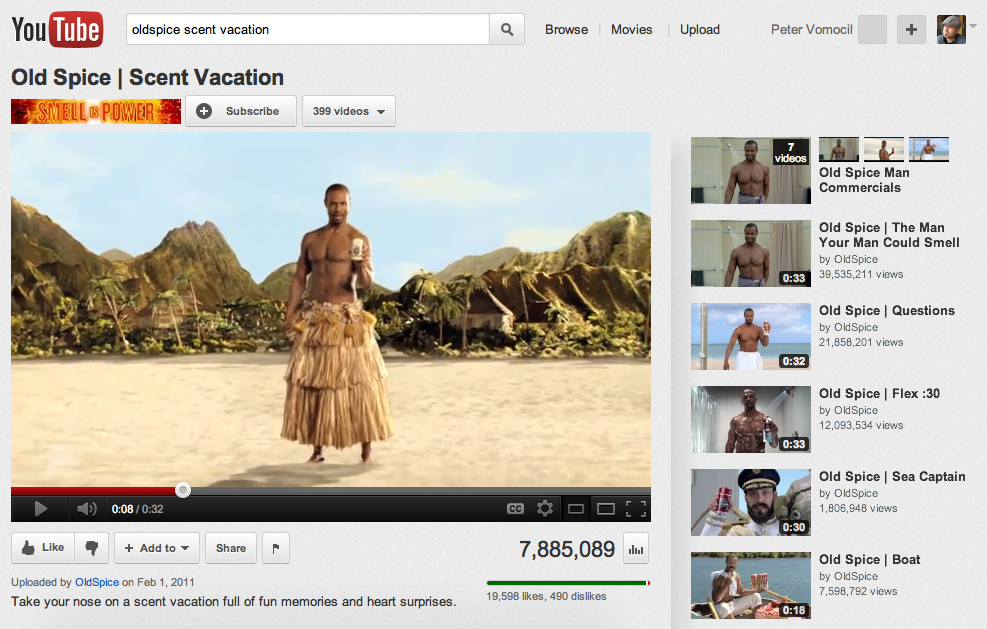 YouTube
oldspice scent vacation
Browse
Movies
Upload
Peter Vomocil
Old Spice | Scent Vacation
SMELL IS POWER
Subscribe
399 videos
0:08 / 0:32
CC
Like
+ Add to
Share
7,885,089
Uploaded by OldSpice on Feb 1, 2011
Take your nose on a scent vacation full of fun memories and heart surprises.
19,598 likes, 490 dislikes
7
videos
Old Spice Man
Commercials
0:33
Old Spice | The Man
Your Man Could Smell
by OldSpice
39,535,211 views
0:32
Old Spice | Questions
by OldSpice
21,858,201 views
0:33
Old Spice | Flex :30
by OldSpice
12,093,534 views
0:30
Old Spice | Sea Captain
by OldSpice
1,806,948 views
0:18
Old Spice | Boat
by OldSpice
7,598,792 views